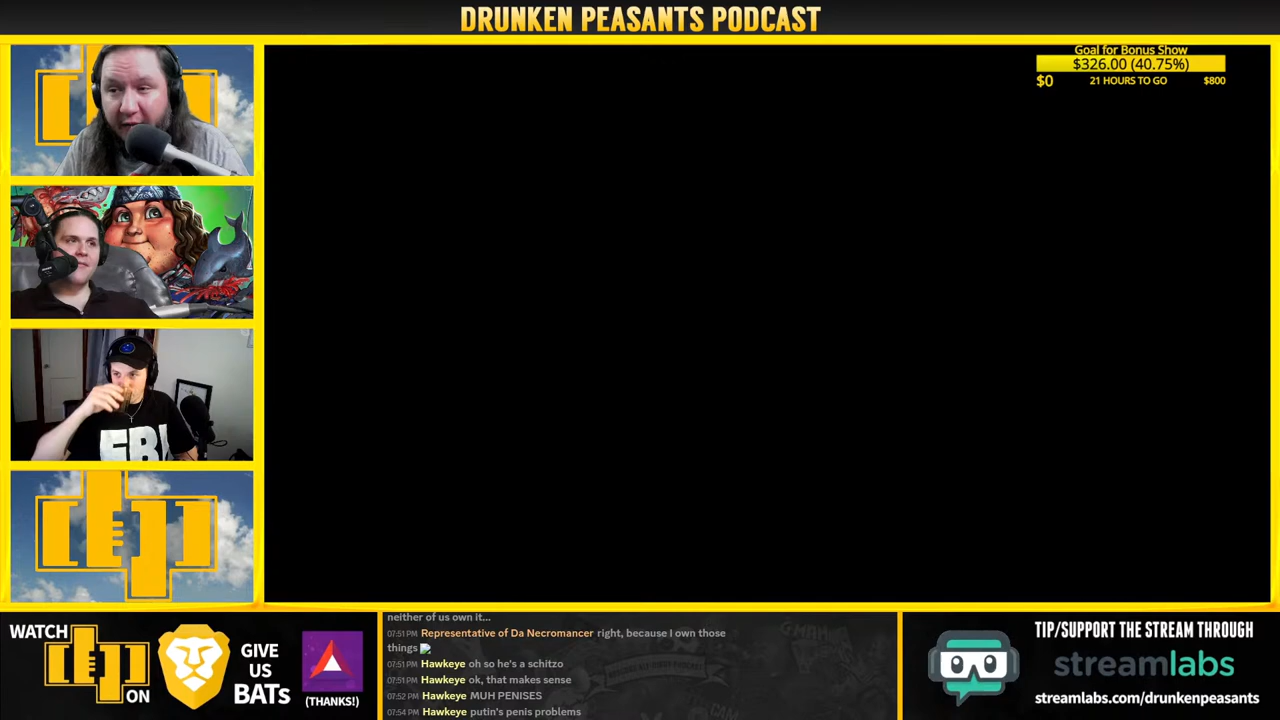 DRUNKEN PEASANTS PODCAST
Goal for Bonus Show
$326.00 (40.75%)
$0 21 HOURS TO GO $800
FBI
neither of us own it...
07:51 PM Representative of Da Necromancer right, because I own those
things
07:51 PM Hawkeye oh so he's a schitzo
07:51 PM Hawkeye ok, that makes sense
07:52 PM Hawkeye MUH PENISES
07:54 PM Hawkeye putin's penis problems
WATCH
ON
GIVE
US
BATs
(THANKS!)
TIP/SUPPORT THE STREAM THROUGH
streamlabs
streamlabs.com/drunkenpeasants